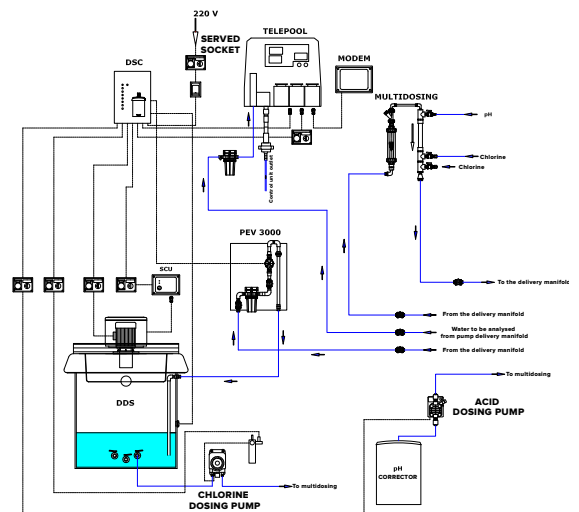 220 V
SERVED
SOCKET
TELEPOOL
DSC
MODEM
MULTIDOSING
pH
Chlorine
Chlorine
Control unit outlet
PEV 3000
SCU
To the delivery manifold
From the delivery manifold
Water to be analysed
from pump delivery manifold
From the delivery manifold
To multidosing
ACID
DOSING PUMP
DDS
pH
CORRECTOR
To multidosing
CHLORINE
DOSING PUMP